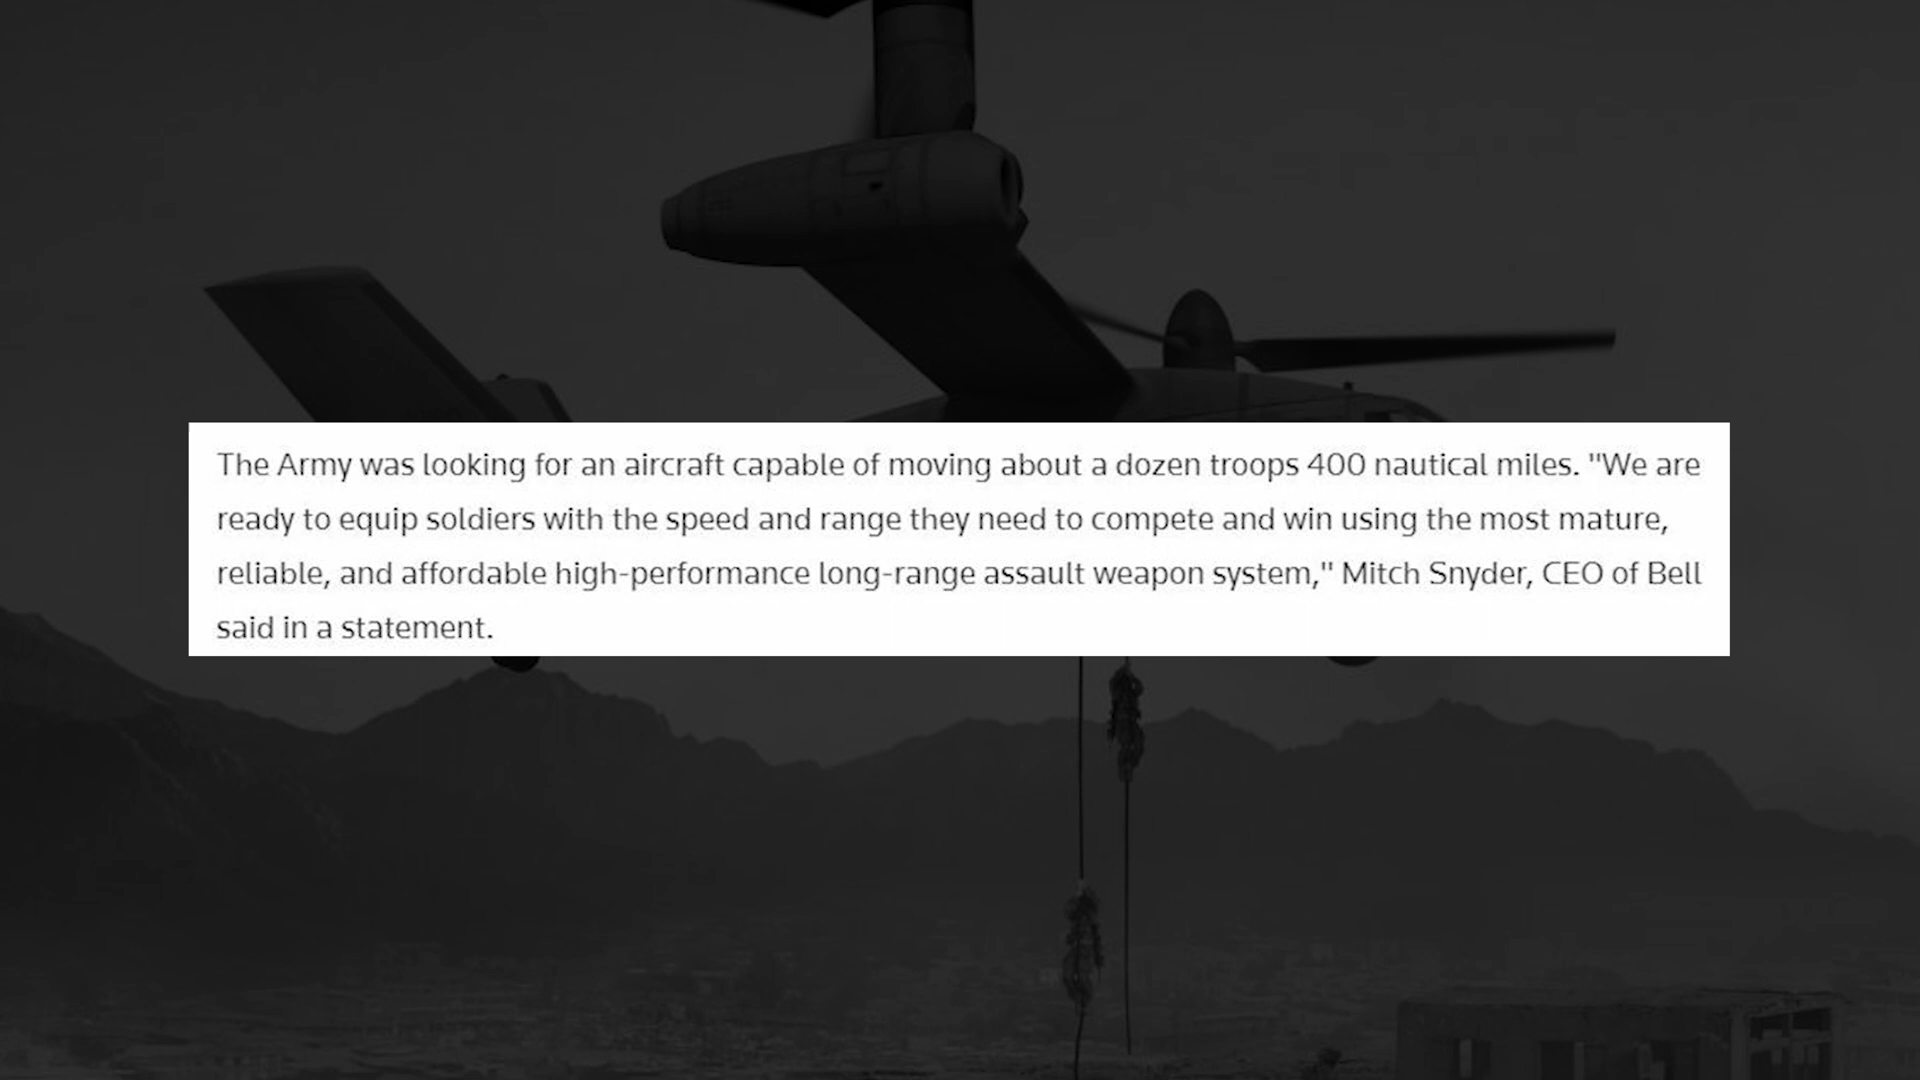 The Army was looking for an aircraft capable of moving about a dozen troops 400 nautical miles. "We are
ready to equip soldiers with the speed and range they need to compete and win using the most mature,
reliable, and affordable high-performance long-range assault weapon system," Mitch Snyder, CEO of Bell
said in a statement.